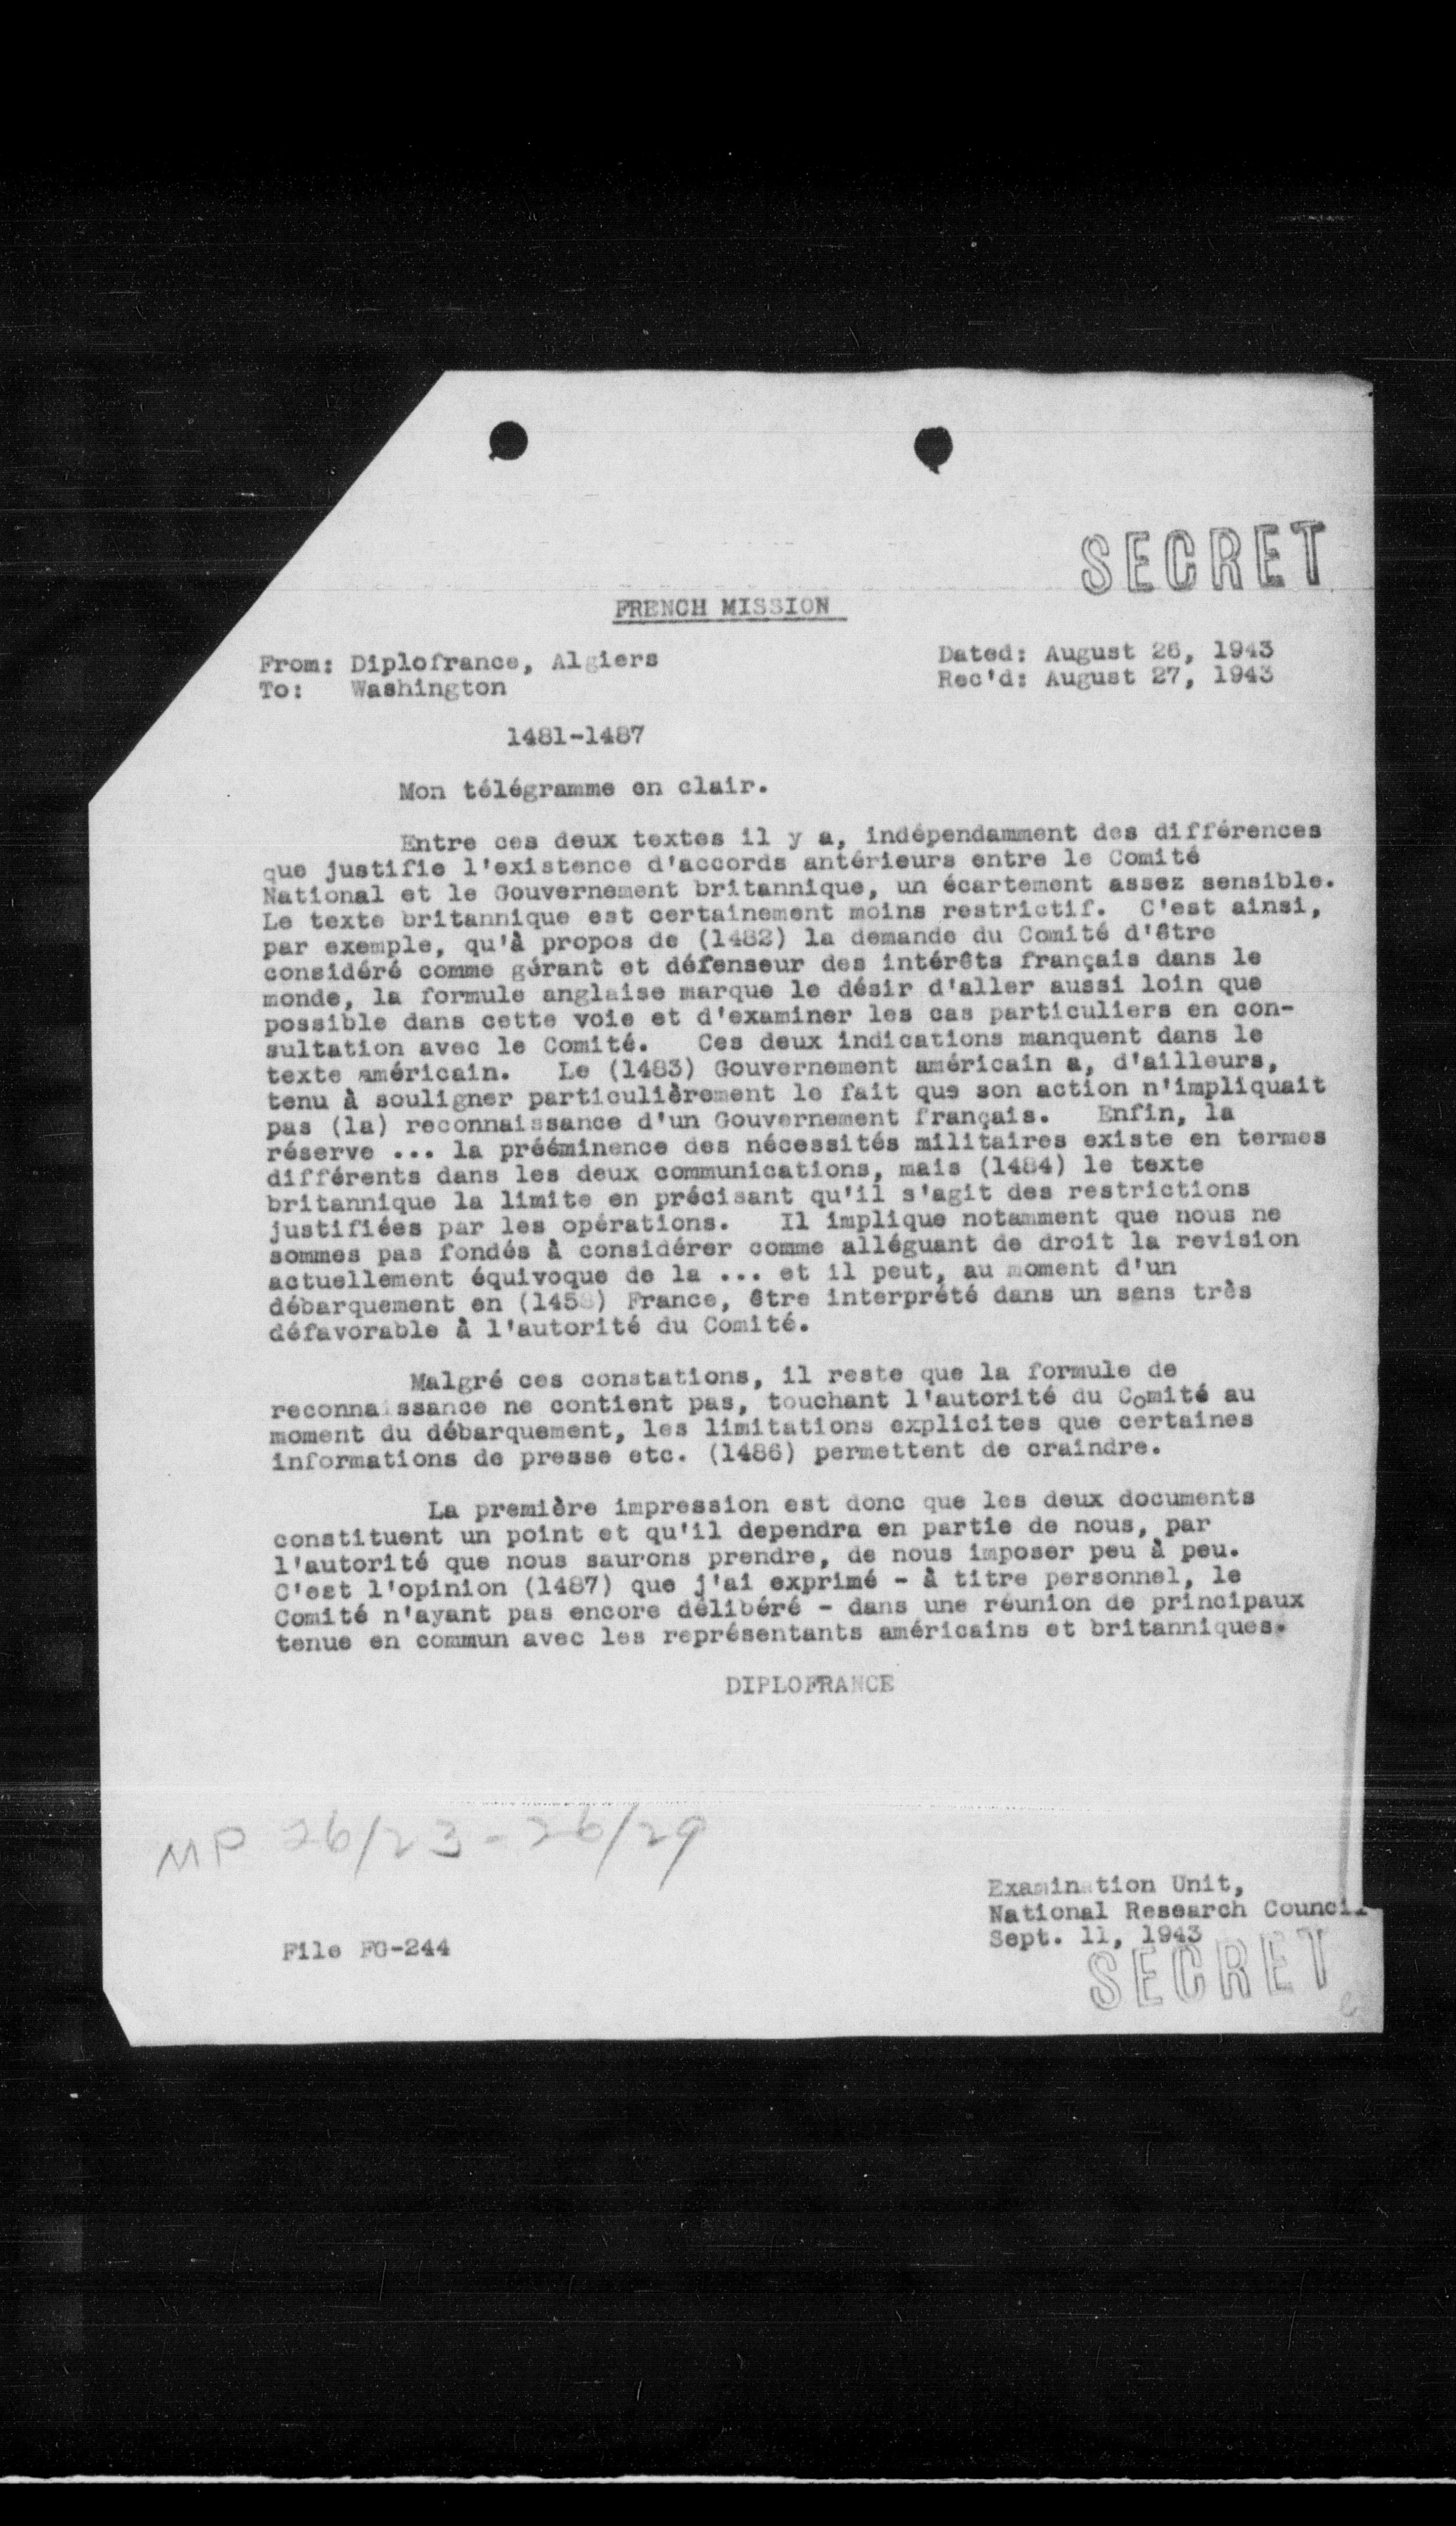 SECRET
FRENCH MISSION
From: Diplofrance, Algiers
To: Washington
Dated: August 26, 1943
Rec'd: August 27, 1943
1481-1487
Mon télégramme en clair.
Entre ces deux textes il y a, indépendamment des différences
que justifie l'existence d'accords antérieurs entre le Comité
National et le Gouvernement britannique, un écartement assez sensible.
Le texte britannique est certainement moins restrictif. C'est ainsi,
par exemple, qu'à propos de (1482) la demande du Comité d'être
considéré comme gérant et défenseur des intérêts français dans le
monde, la formule anglaise marque le désir d'aller aussi loin que
possible dans cette voie et d'examiner les cas particuliers en con-
sultation avec le Comité. Ces deux indications manquent dans le
texte américain. Le (1483) Gouvernement américain a, d'ailleurs,
tenu à souligner particulièrement le fait que son action n'impliquait
pas (la) reconnaissance d'un Gouvernement français. Enfin, la
réserve ... la prééminence des nécessités militaires existe en termes
différents dans les deux communications, mais (1484) le texte
britannique la limite en précisant qu'il s'agit des restrictions
justifiées par les opérations. Il implique notamment que nous ne
sommes pas fondés à considérer comme alléguant de droit la revision
actuellement équivoque de la ... et il peut, au moment d'un
débarquement en France, être interprété dans un sens très
défavorable à l'autorité du Comité.
Malgré ces constations, il reste que la formule de
reconnaissance ne contient pas, touchant l'autorité du Comité au
moment du débarquement, les limitations explicites que certaines
informations de presse etc. (1486) permettent de craindre.
La première impression est donc que les deux documents
constituent un point et qu'il dependra en partie de nous, par
l'autorité que nous saurons prendre, de nous imposer peu à peu.
C'est l'opinion (1487) que j'ai exprimé - à titre personnel, le
Comité n'ayant pas encore délibéré - dans une réunion de principaux
tenue en commun avec les représentants américains et britanniques.
DIPLOFRANCE
MP 26/23 - 26/29
Examination Unit,
National Research Council
Sept. 11, 1943
File FG-244
SECRET